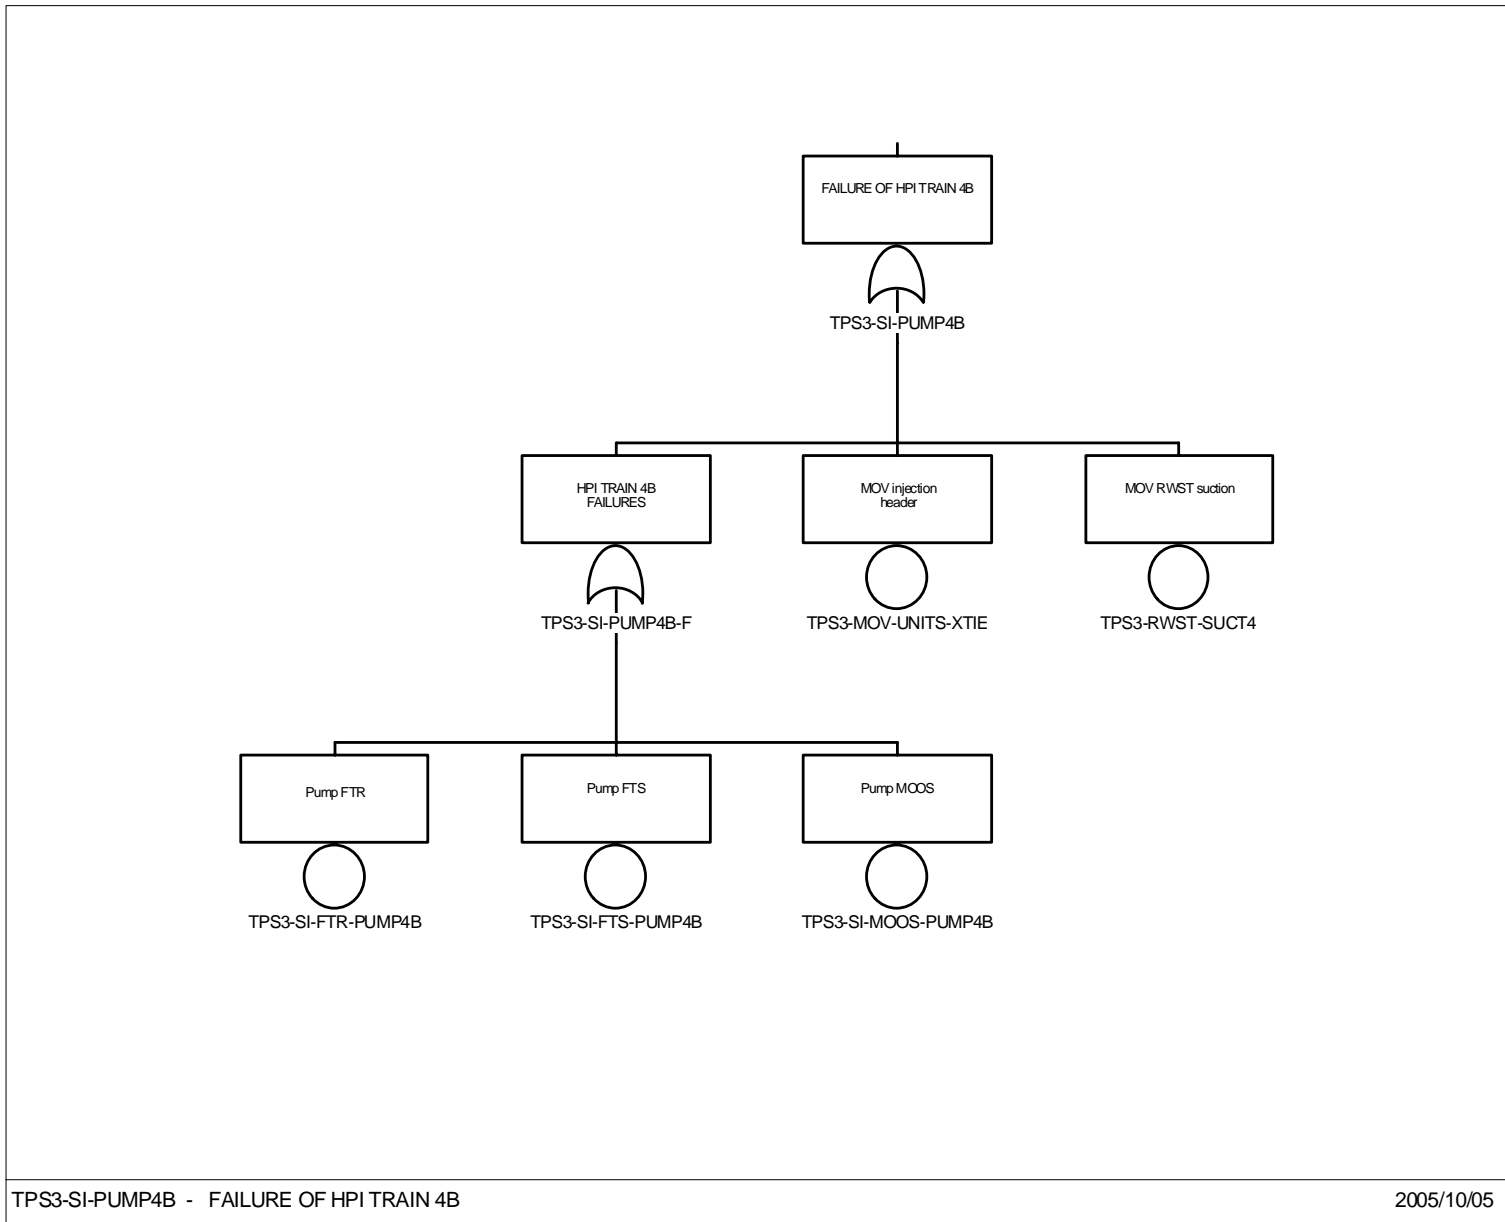 FAILURE OF HPI TRAIN 4B
TPS3-SI-PUMP4B
HPI TRAIN 4B
FAILURES
MOV injection
header
MOV RWST suction
TPS3-SI-PUMP4B-F
TPS3-MOV-UNITS-XTIE
TPS3-RWST-SUCT4
Pump FTR
Pump FTS
Pump MOOS
TPS3-SI-FTR-PUMP4B
TPS3-SI-FTS-PUMP4B
TPS3-SI-MOOS-PUMP4B
TPS3-SI-PUMP4B - FAILURE OF HPI TRAIN 4B
2005/10/05